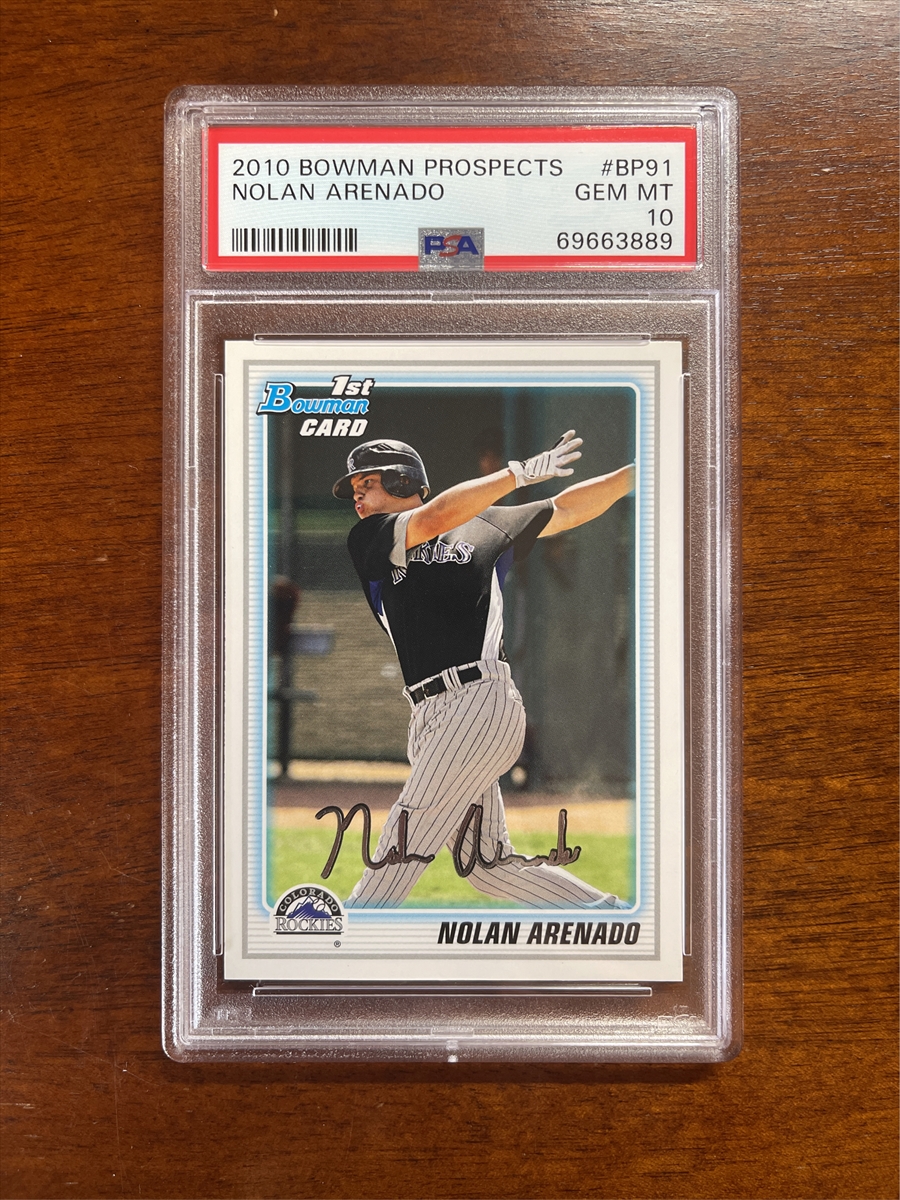 2010 BOWMAN PROSPECTS #BP91
NOLAN ARENADO GEM MT
10
PSA 69663889
1st
Bowman
CARD
Nolan Arenado
COLORADO
ROCKIES
®
NOLAN ARENADO